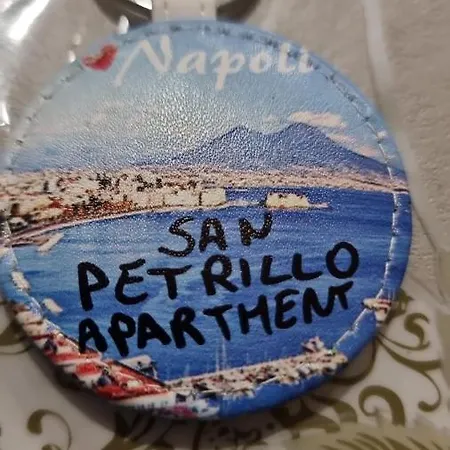 Napoli
SAN
PETRILLO
APARTMENT